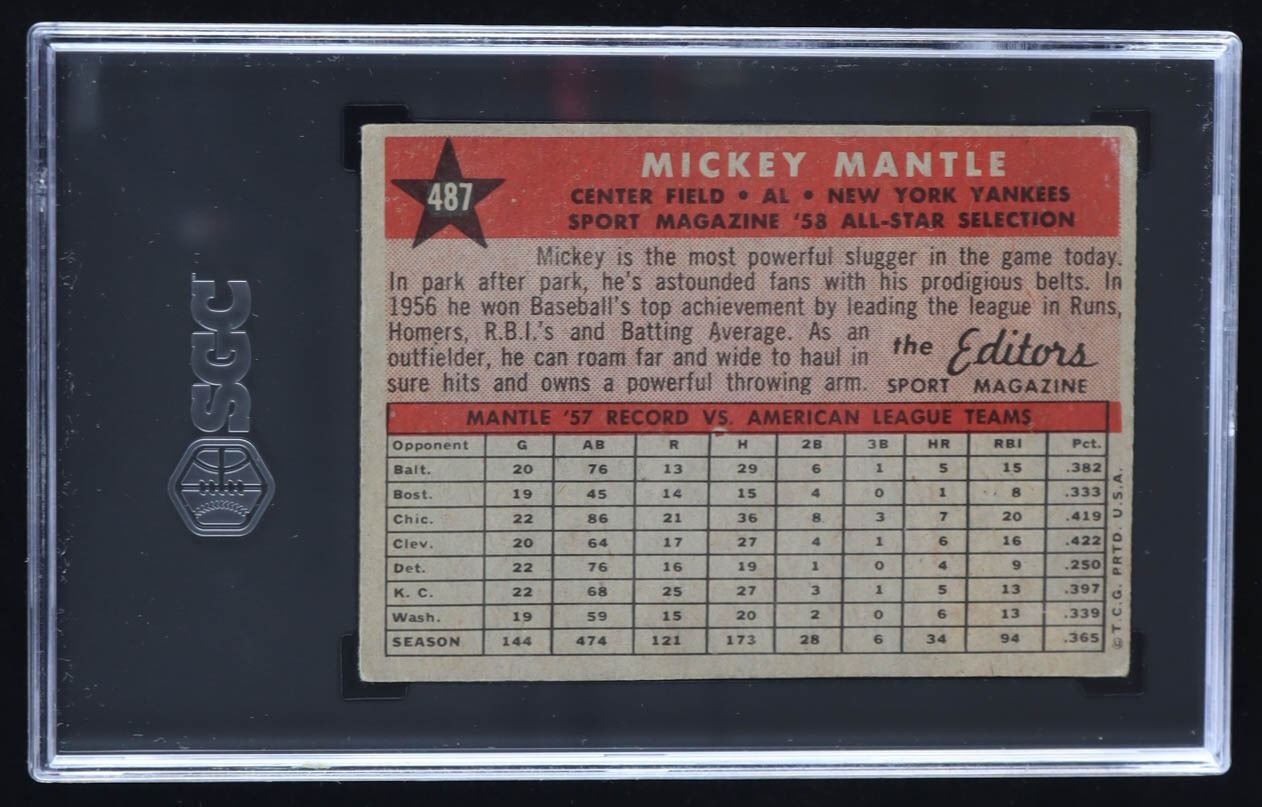 SGC
487
MICKEY MANTLE
CENTER FIELD • AL • NEW YORK YANKEES
SPORT MAGAZINE '58 ALL-STAR SELECTION
Mickey is the most powerful slugger in the game today.
In park after park, he's astounded fans with his prodigious belts. In
1956 he won Baseball's top achievement by leading the league in Runs,
Homers, R.B.I.'s and Batting Average. As an
outfielder, he can roam far and wide to haul in
sure hits and owns a powerful throwing arm.
the Editors
SPORT MAGAZINE
MANTLE '57 RECORD VS. AMERICAN LEAGUE TEAMS
Opponent G AB R H 2B 3B HR RBI Pct.
Balt. 20 76 13 29 6 1 5 15 .382
Bost. 19 45 14 15 4 0 1 8 .333
Chic. 22 86 21 36 8 3 7 20 .419
Clev. 20 64 17 27 4 1 6 16 .422
Det. 22 76 16 19 1 0 4 9 .250
K. C. 22 68 25 27 3 1 5 13 .397
Wash. 19 59 15 20 2 0 6 13 .339
SEASON 144 474 121 173 28 6 34 94 .365
© T.C.G. PRTD. U.S.A.